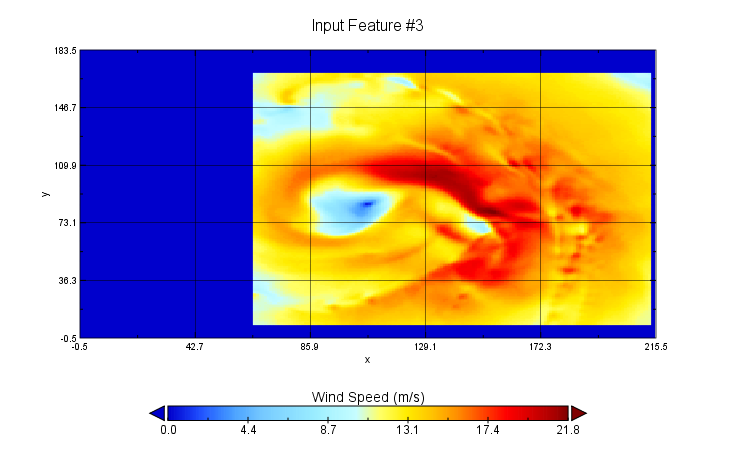 Input Feature #3
183.5
146.7
109.9
y
73.1
36.3
-0.5
-0.5 42.7 85.9 129.1 172.3 215.5
x
Wind Speed (m/s)
0.0 4.4 8.7 13.1 17.4 21.8